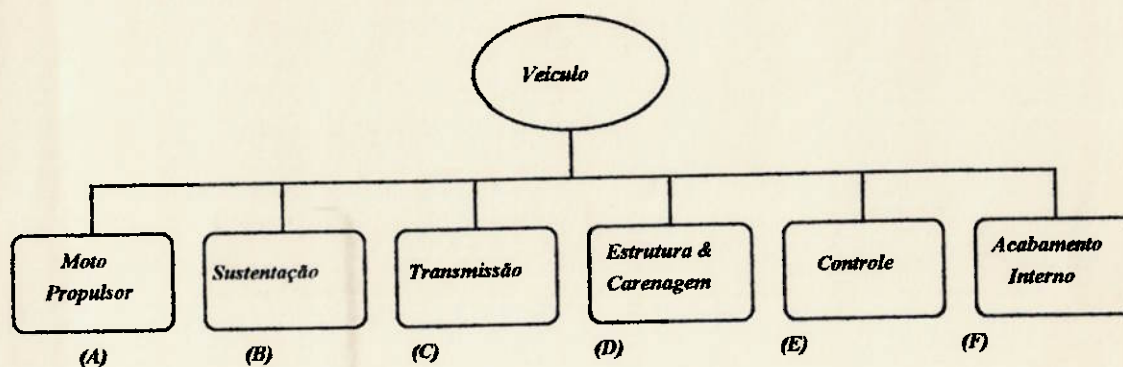 Veículo
Moto
Propulsor
Sustentação
Transmissão
Estrutura &
Carenagem
Controle
Acabamento
Interno
(A)
(B)
(C)
(D)
(E)
(F)